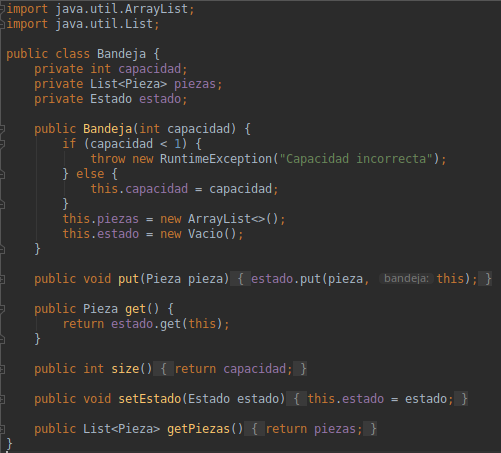 import java.util.ArrayList;
import java.util.List;
public class Bandeja {
private int capacidad;
private List<Pieza> piezas;
private Estado estado;
public Bandeja(int capacidad) {
if (capacidad < 1) {
throw new RuntimeException("Capacidad incorrecta");
} else {
this.capacidad = capacidad;
}
this.piezas = new ArrayList<>();
this.estado = new Vacio();
}
public void put(Pieza pieza) { estado.put(pieza, bandeja: this); }
public Pieza get() {
return estado.get(this);
}
public int size() { return capacidad; }
public void setEstado(Estado estado) { this.estado = estado; }
public List<Pieza> getPiezas() { return piezas; }
}